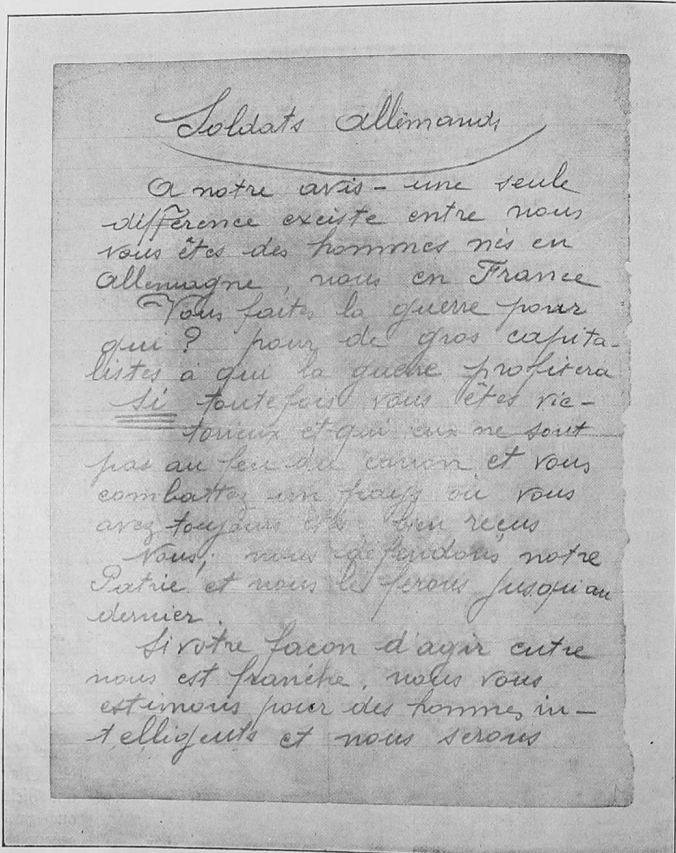 Soldats Allemands
A notre avis - une seule
différence existe entre nous
vous êtes des hommes nés en
Allemagne, nous en France
Vous faites la guerre pour
qui ? pour de gros capita-
listes à qui la guerre profitera
Si toutefois vous êtes vic-
torieux et qui eux ne sont
pas au feu du canon et vous
combattez un pays où vous
avez toujours été bien reçus
Nous, nous défendons notre
Patrie et nous le ferons jusqu'au
dernier.
Si votre façon d'agir entre
nous est franche, nous vous
estimons pour des hommes in-
telligents et nous serons